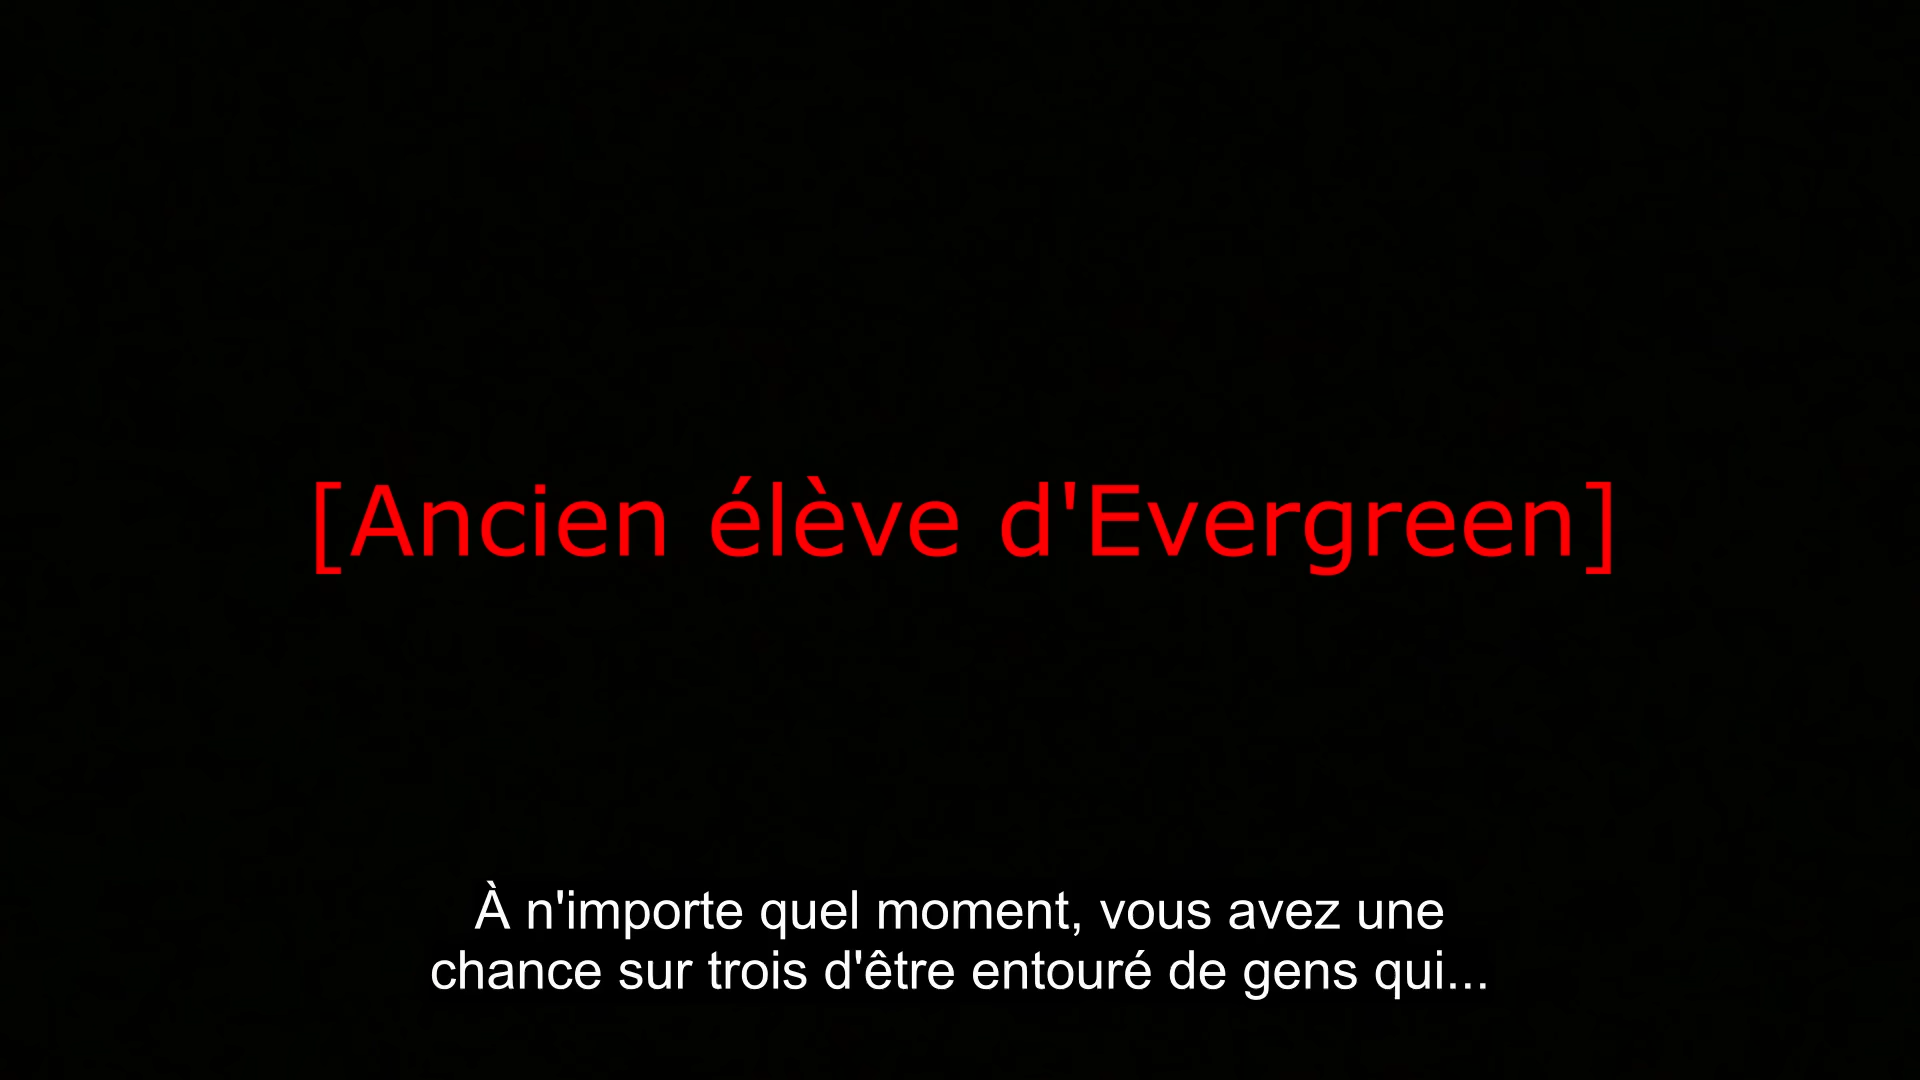 [Ancien élève d'Evergreen]
À n'importe quel moment, vous avez une
chance sur trois d'être entouré de gens qui...